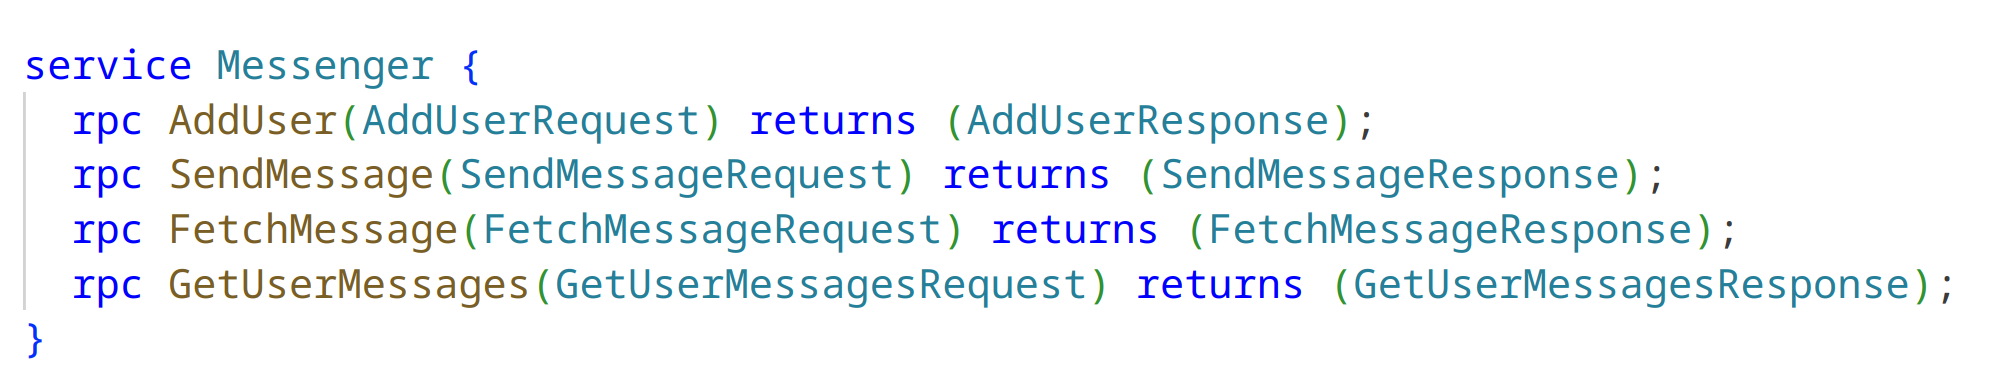 service Messenger {
  rpc AddUser(AddUserRequest) returns (AddUserResponse);
  rpc SendMessage(SendMessageRequest) returns (SendMessageResponse);
  rpc FetchMessage(FetchMessageRequest) returns (FetchMessageResponse);
  rpc GetUserMessages(GetUserMessagesRequest) returns (GetUserMessagesResponse);
}